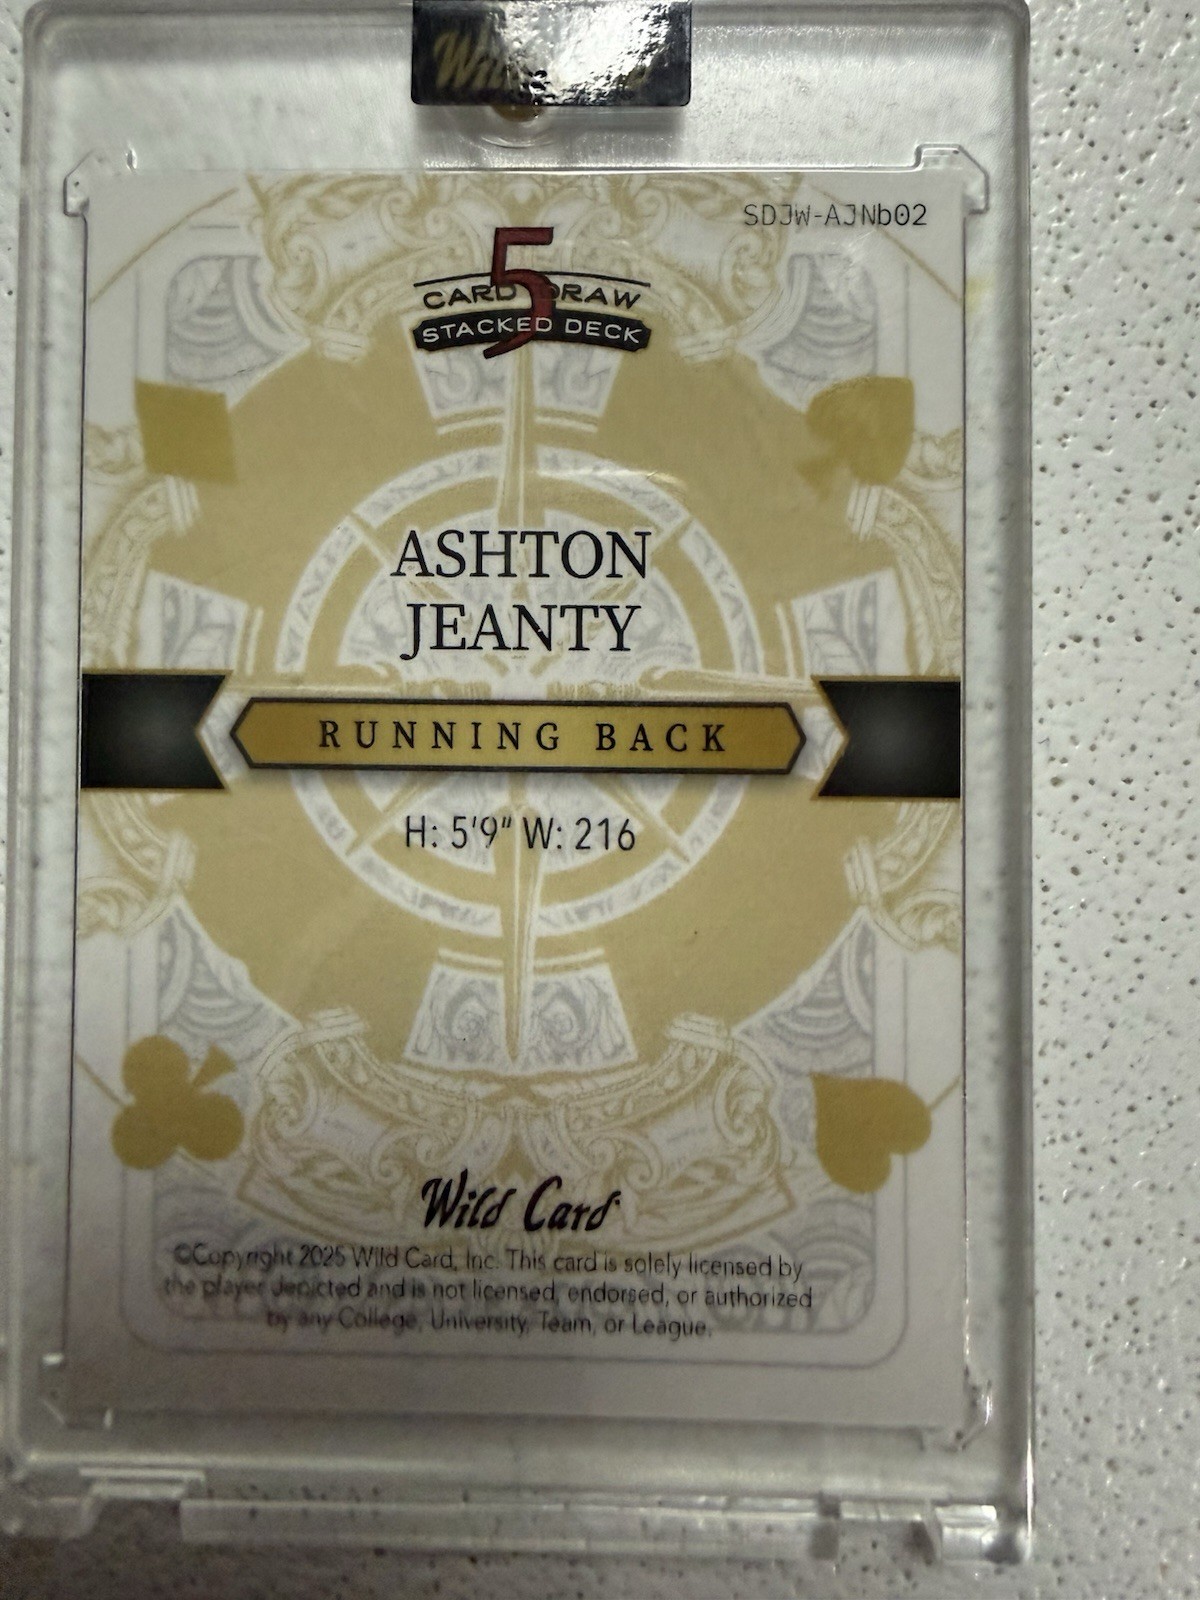 Wild Card
SDJW-AJNb02
5
CARD DRAW
STACKED DECK
ASHTON
JEANTY
RUNNING BACK
H: 5'9" W: 216
Wild Card
©Copyright 2025 Wild Card, Inc. This card is solely licensed by
the player depicted and is not licensed, endorsed, or authorized
by any College, University, Team, or League.